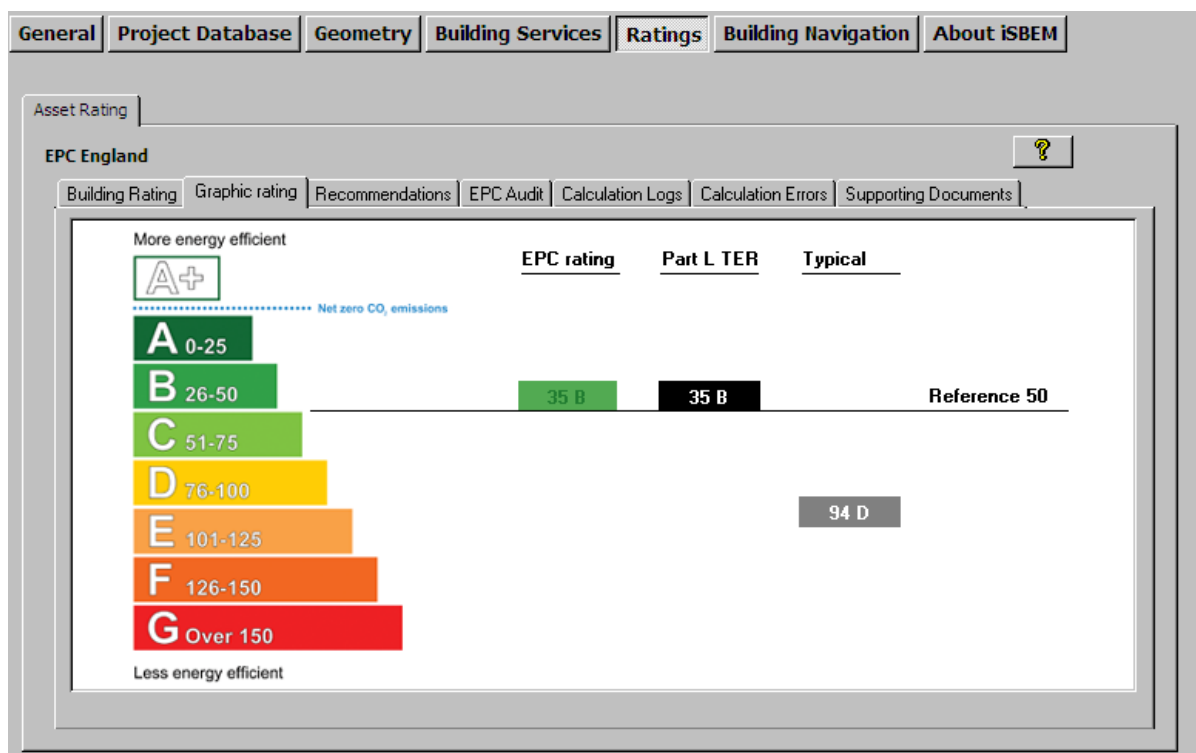 General Project Database Geometry Building Services Ratings Building Navigation About iSBEM
Asset Rating
EPC England
?
Building Rating Graphic rating Recommendations EPC Audit Calculation Logs Calculation Errors Supporting Documents
More energy efficient
EPC rating Part L TER Typical
A+
Net zero CO₂ emissions
A 0-25
B 26-50
35 B 35 B Reference 50
C 51-75
D 76-100
94 D
E 101-125
F 126-150
G Over 150
Less energy efficient